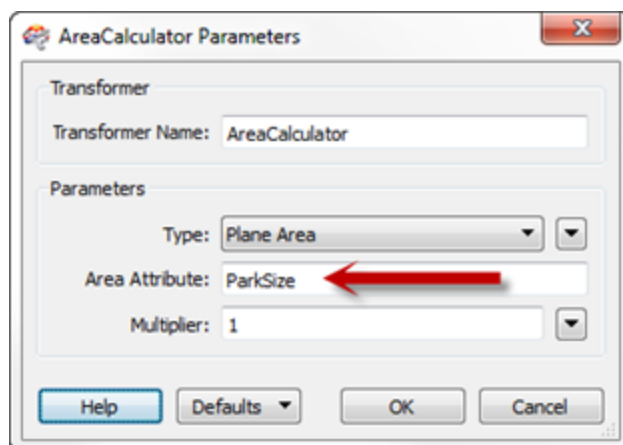 AreaCalculator Parameters
Transformer
Transformer Name: AreaCalculator
Parameters
Type: Plane Area
Area Attribute: ParkSize
Multiplier: 1
Help Defaults OK Cancel